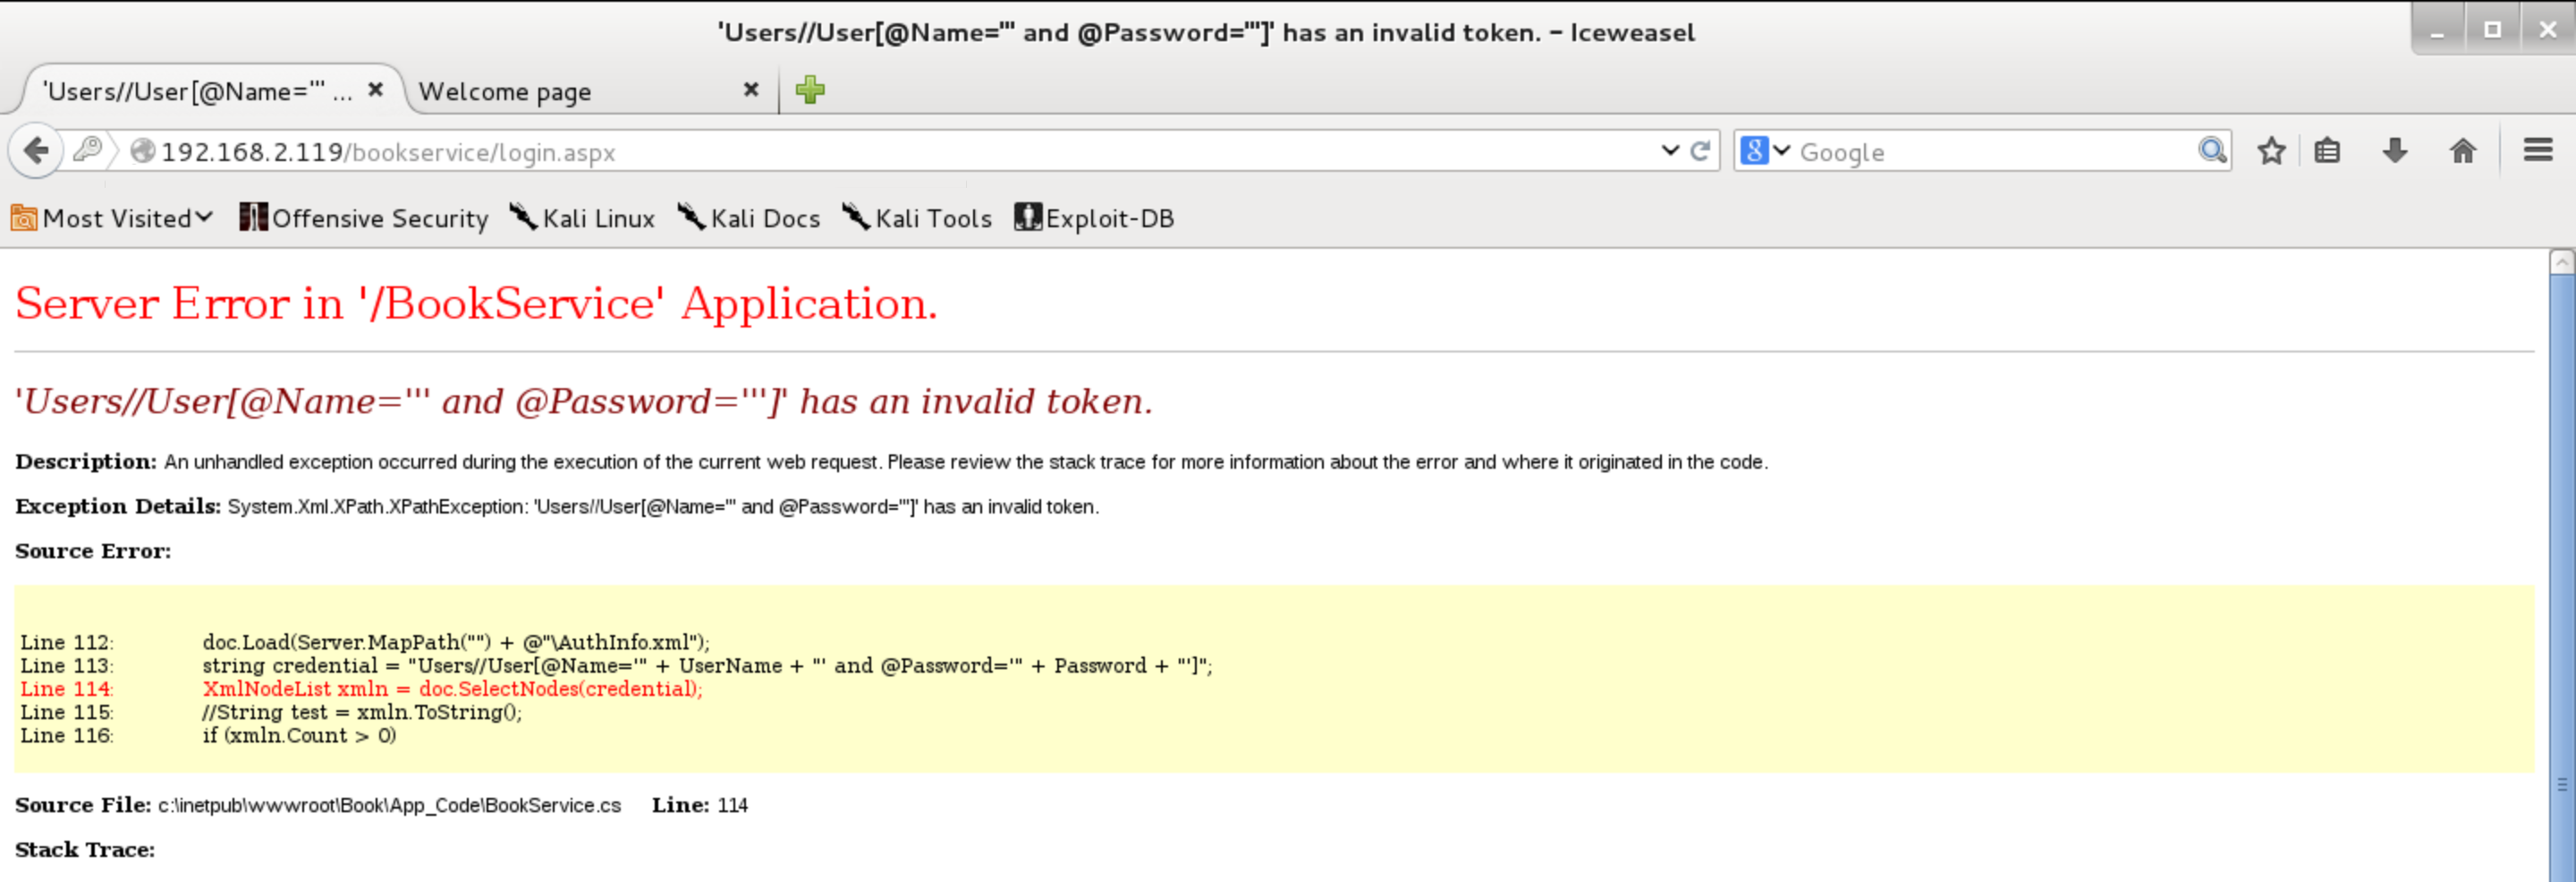 'Users//User[@Name=''' and @Password=''']' has an invalid token. – Iceweasel
'Users//User[@Name=''' ... Welcome page
192.168.2.119/bookservice/login.aspx Google
Most Visited Offensive Security Kali Linux Kali Docs Kali Tools Exploit-DB
Server Error in '/BookService' Application.
'Users//User[@Name=''' and @Password=''']' has an invalid token.
Description: An unhandled exception occurred during the execution of the current web request. Please review the stack trace for more information about the error and where it originated in the code.
Exception Details: System.Xml.XPath.XPathException: 'Users//User[@Name=''' and @Password=''']' has an invalid token.
Source Error:
Line 112: doc.Load(Server.MapPath("") + @"\AuthInfo.xml");
Line 113: string credential = "Users//User[@Name='" + UserName + "' and @Password='" + Password + "']";
Line 114: XmlNodeList xmln = doc.SelectNodes(credential);
Line 115: //String test = xmln.ToString();
Line 116: if (xmln.Count > 0)
Source File: c:\inetpub\wwwroot\Book\App_Code\BookService.cs Line: 114
Stack Trace: